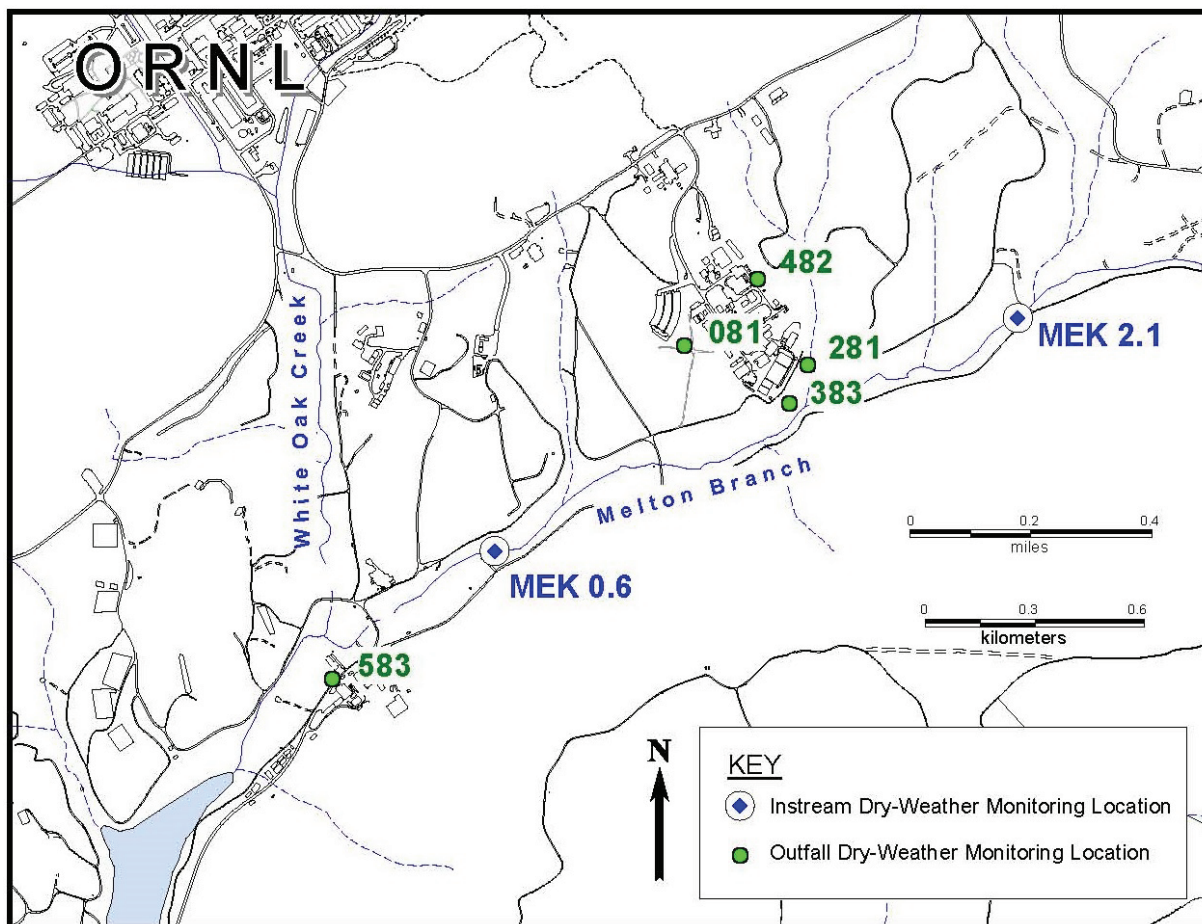 ORNL
482
081
281
MEK 2.1
383
White Oak Creek
Melton Branch
0 0.2 0.4
miles
MEK 0.6
0 0.3 0.6
kilometers
583
N
KEY
Instream Dry-Weather Monitoring Location
Outfall Dry-Weather Monitoring Location